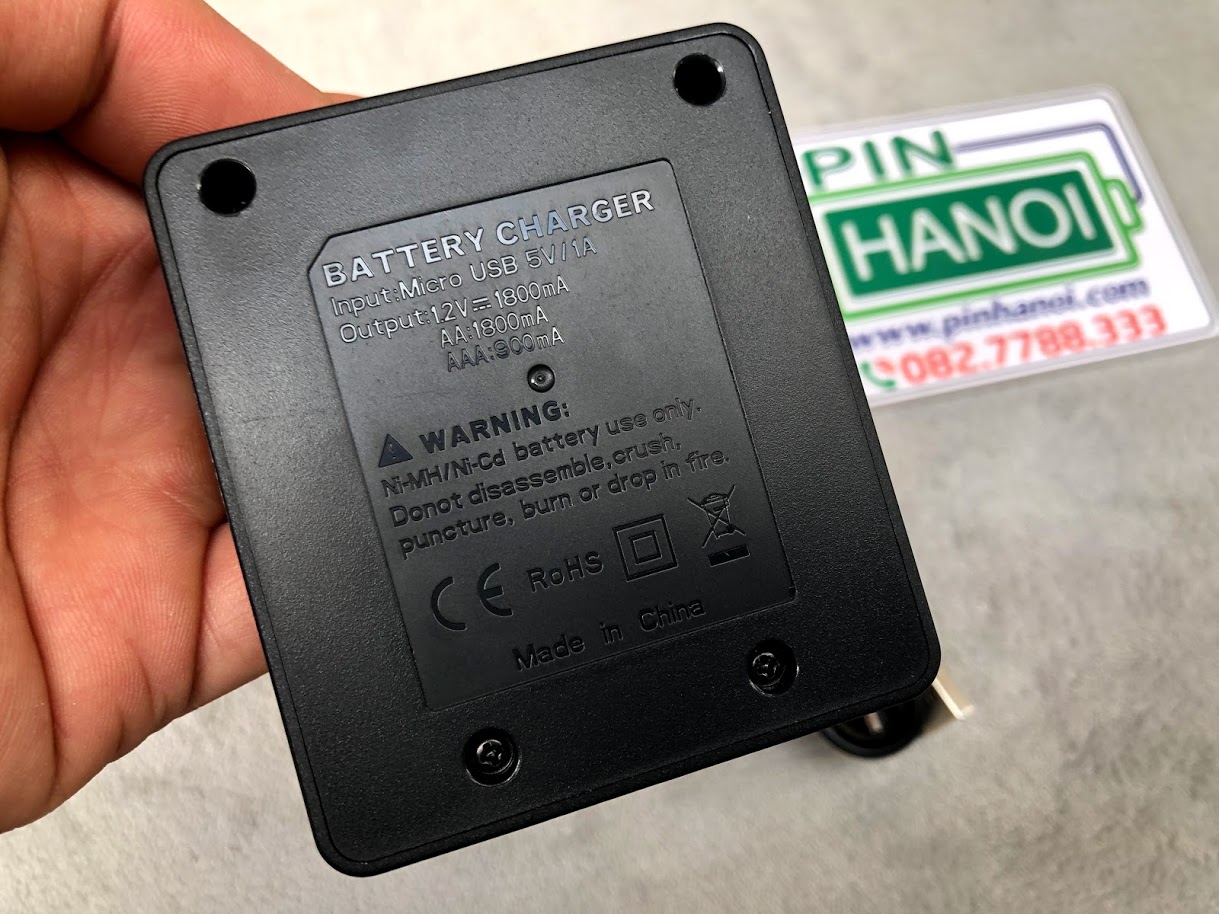 BATTERY CHARGER
Input:Micro USB 5V/1A
Output:1.2V⎓1800mA
AA:1800mA
AAA:900mA
WARNING:
Ni-MH/Ni-Cd battery use only.
Donot disassemble,crush,
puncture, burn or drop in fire.
CE RoHS
Made in China
PIN
HANOI
www.pinhanoi.com
082.7788.333